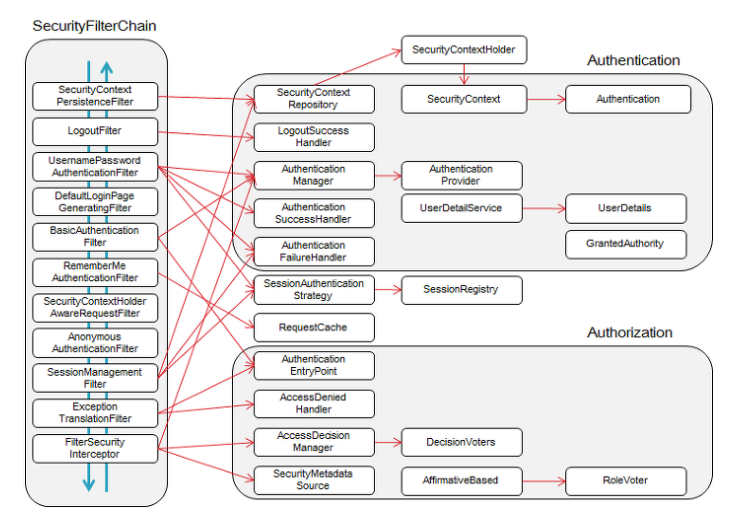 SecurityFilterChain
SecurityContext
PersistenceFilter
LogoutFilter
UsernamePassword
AuthenticationFilter
DefaultLoginPage
GeneratingFilter
BasicAuthentication
Filter
RememberMe
AuthenticationFilter
SecurityContextHolder
AwareRequestFilter
Anonymous
AuthenticationFilter
SessionManagement
Filter
Exception
TranslationFilter
FilterSecurity
Interceptor
SecurityContextHolder
Authentication
SecurityContext
Repository
SecurityContext
Authentication
LogoutSuccess
Handler
Authentication
Manager
Authentication
Provider
Authentication
SuccessHandler
UserDetailService
UserDetails
Authentication
FailureHandler
GrantedAuthority
SessionAuthentication
Strategy
SessionRegistry
RequestCache
Authorization
Authentication
EntryPoint
AccessDenied
Handler
AccessDecision
Manager
DecisionVoters
SecurityMetadata
Source
AffirmativeBased
RoleVoter